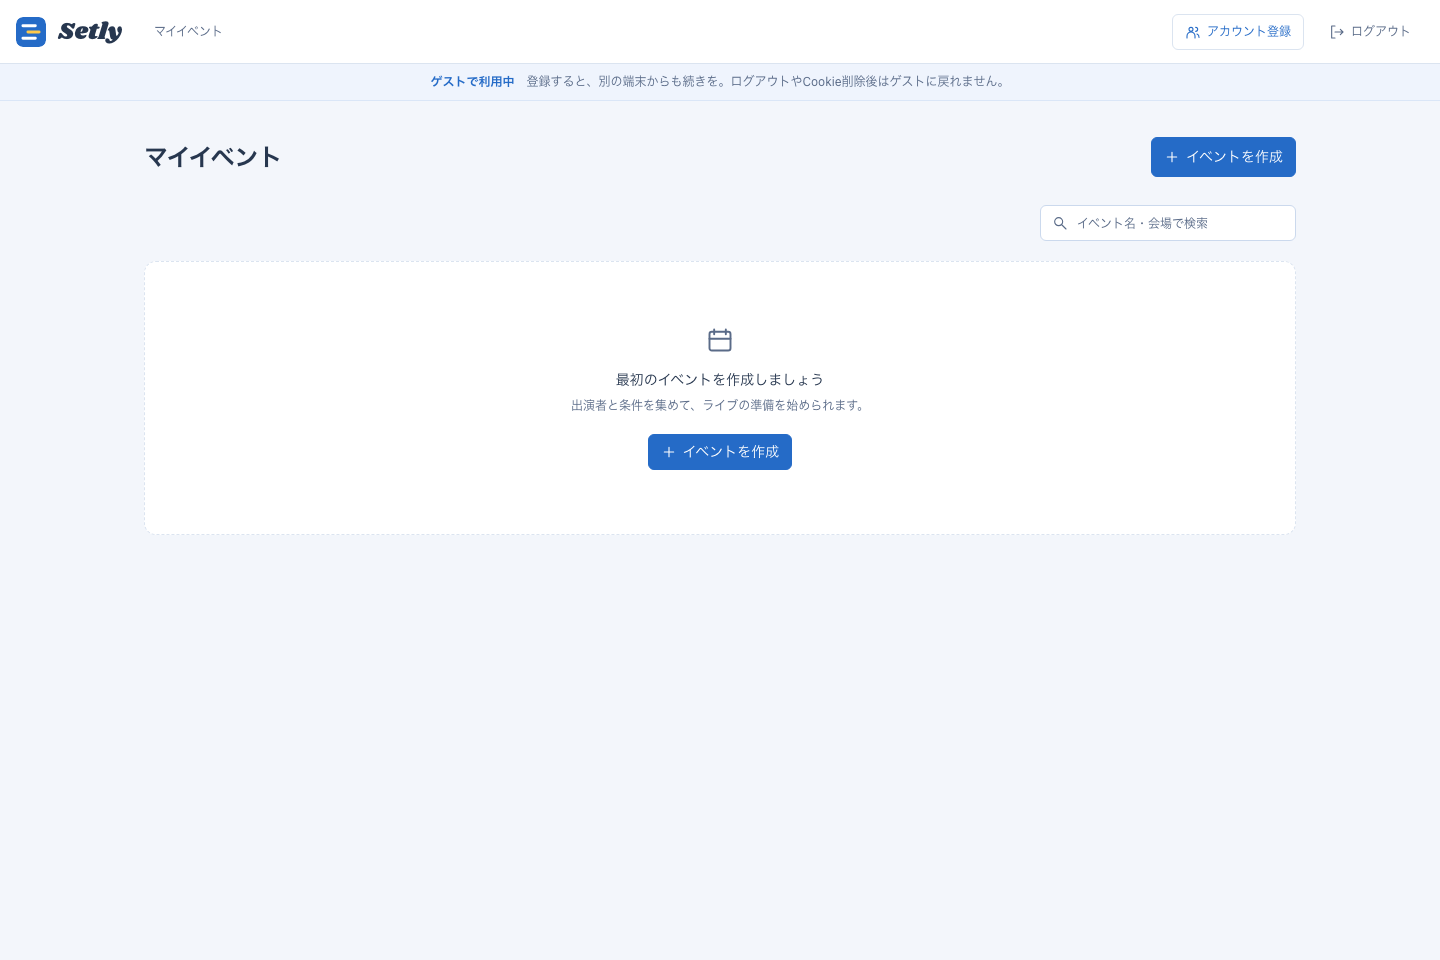 Setly
マイイベント
アカウント登録
ログアウト
ゲストで利用中 登録すると、別の端末からも続きを。ログアウトやCookie削除後はゲストに戻れません。
マイイベント
イベントを作成
イベント名・会場で検索
最初のイベントを作成しましょう
出演者と条件を集めて、ライブの準備を始められます。
イベントを作成